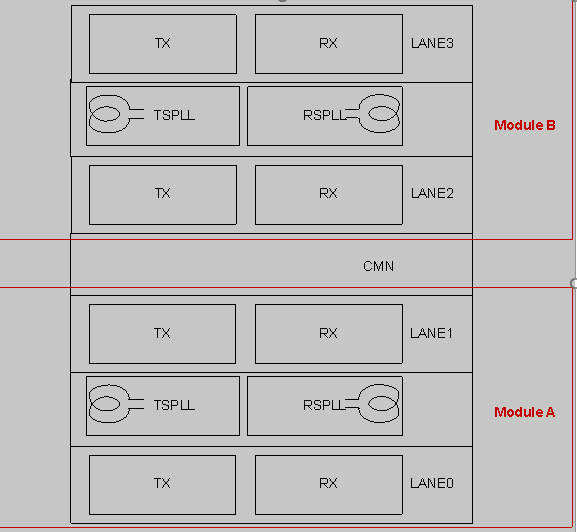 TX RX LANE3
TSPLL RSPLL
Module B
TX RX LANE2
CMN
TX RX LANE1
TSPLL RSPLL
Module A
TX RX LANE0